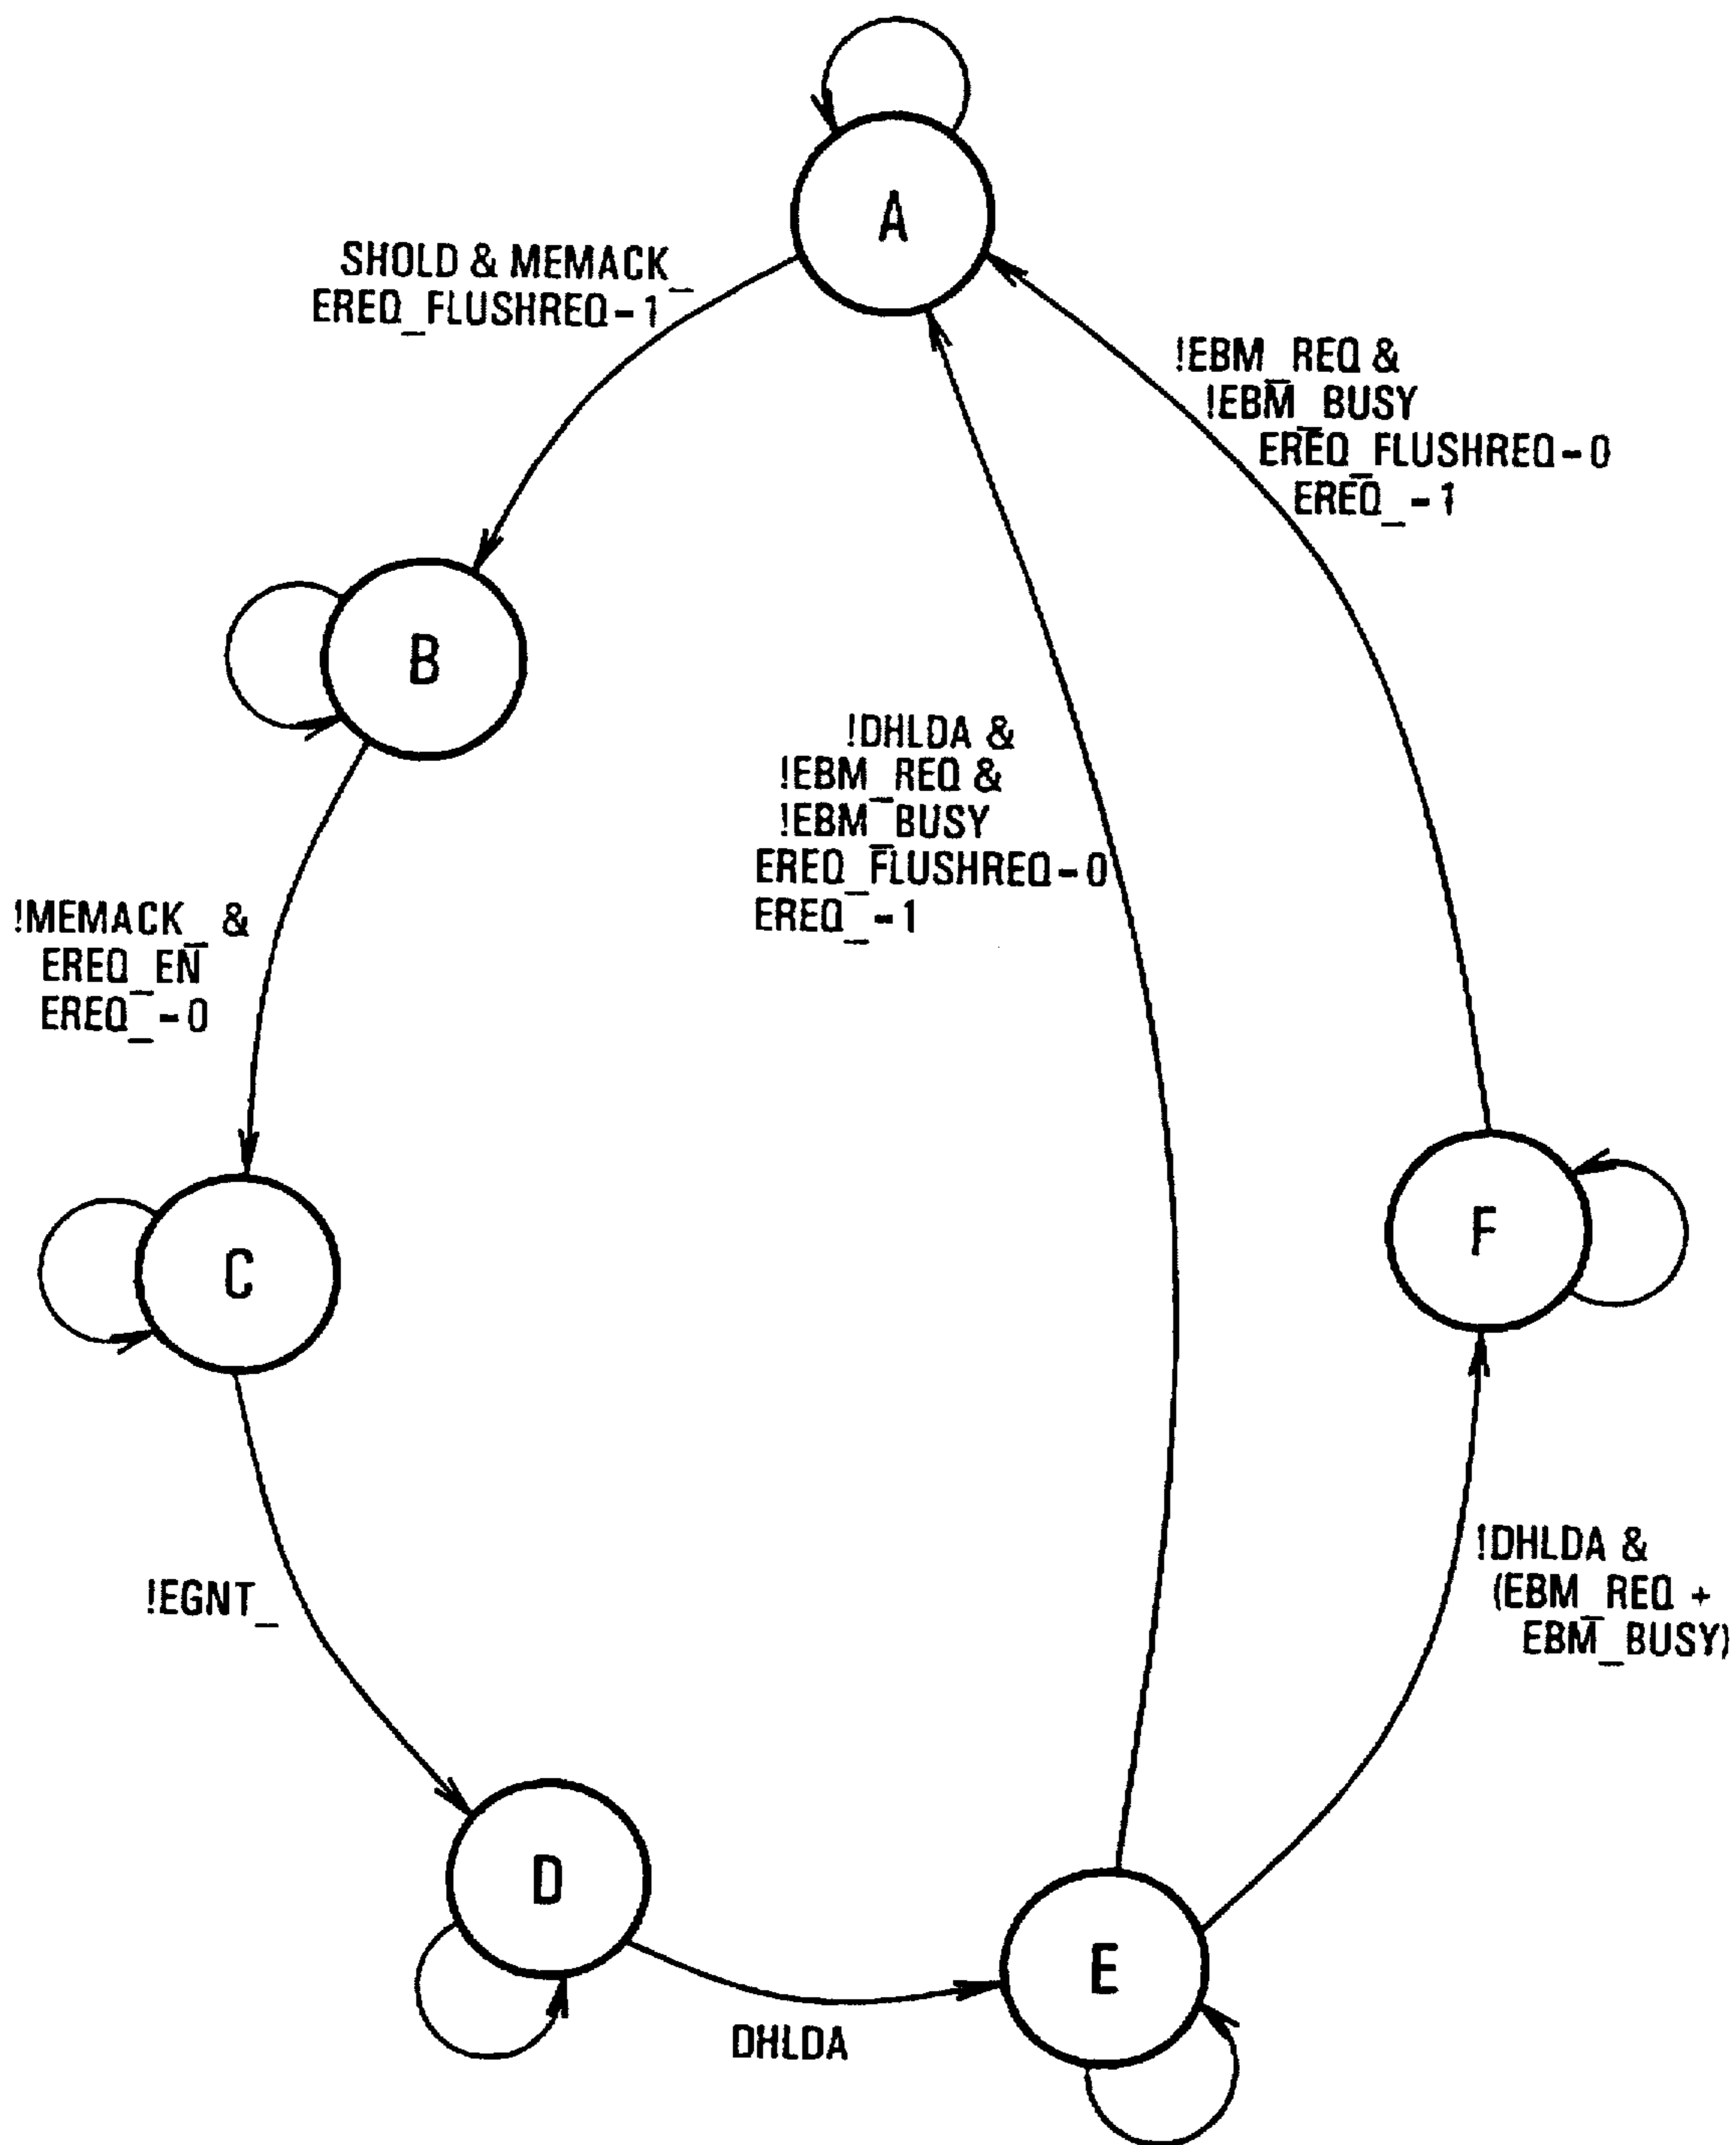 A
SHOLD & MEMACK_
EREQ_FLUSHREQ-1
!EBM_REQ &
!EBM_BUSY
EREQ_FLUSHREQ-0
EREQ_-1
B
!DHLDA &
!EBM_REQ &
!EBM_BUSY
EREQ_FLUSHREQ-0
EREQ_-1
!MEMACK_ &
EREQ_EN
EREQ_-0
F
C
!DHLDA &
(EBM_REQ +
EBM_BUSY)
!EGNT_
D
E
DHLDA